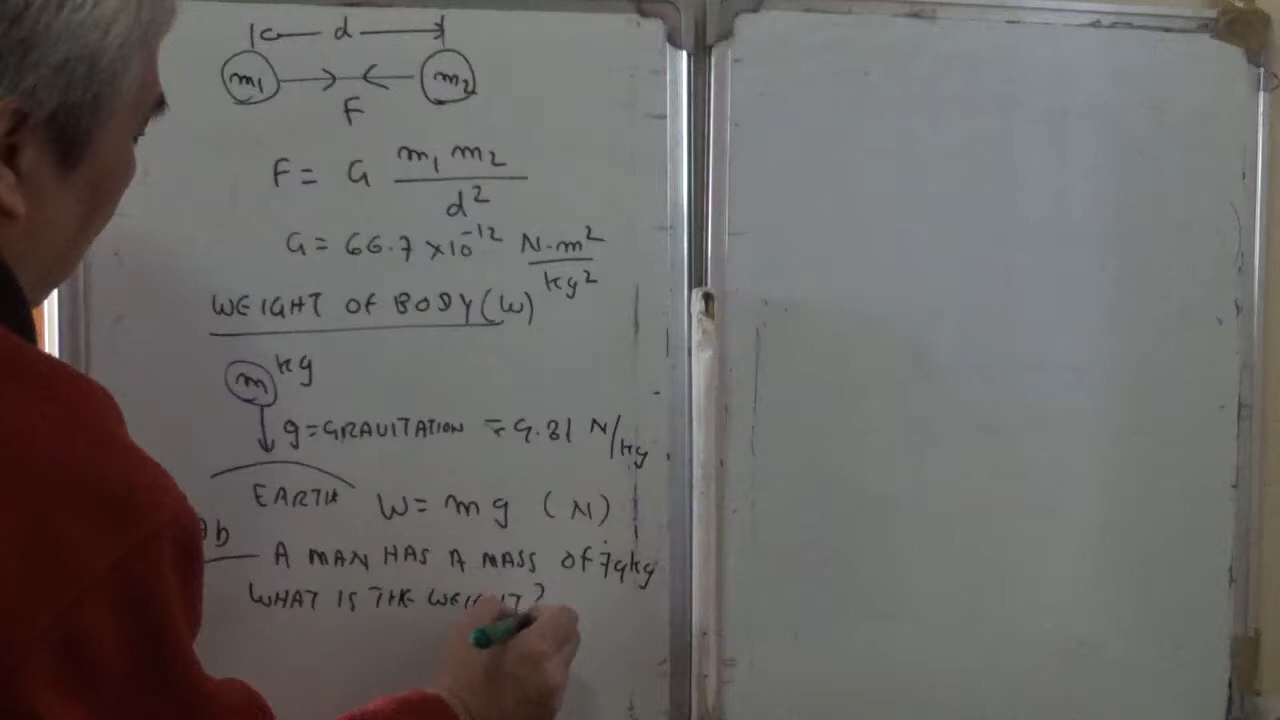 d
m₁ m₂
F
F = G m₁ m₂ / d²
G = 66.7 × 10⁻¹² N·m² / kg²
WEIGHT OF BODY (W)
m kg
g = GRAVITATION = 9.81 N/kg
EARTH W = mg (N)
A MAN HAS A MASS OF 79kg
WHAT IS THE WEIGHT?